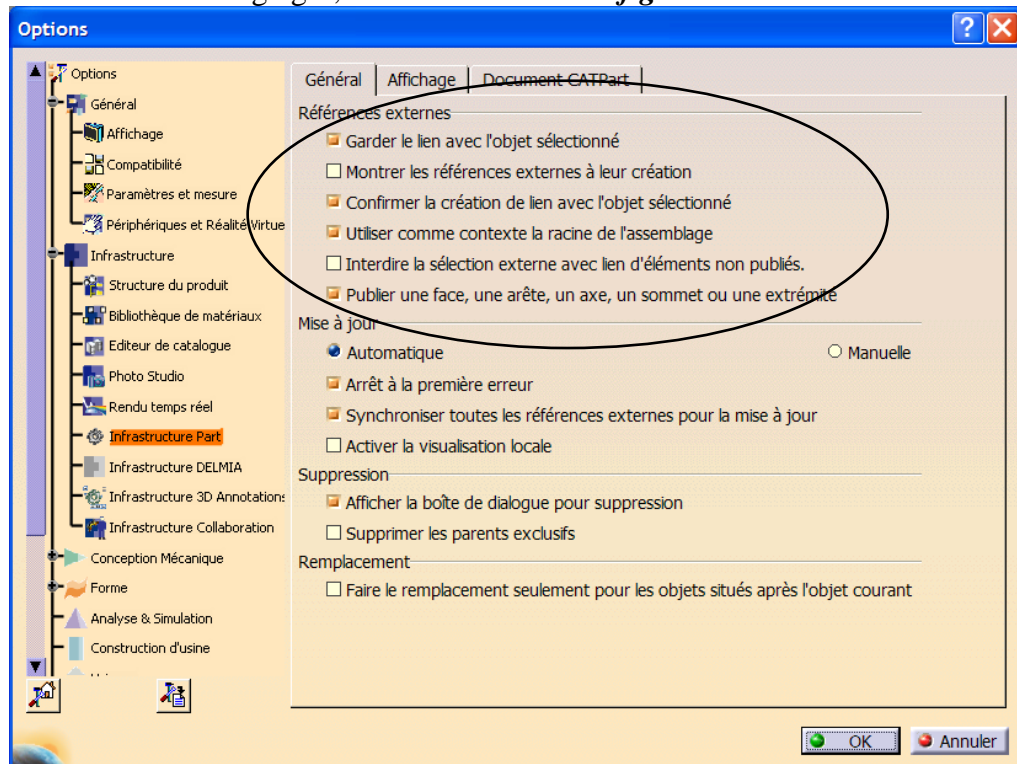 Options
Options
Général
Affichage
Compatibilité
Paramètres et mesure
Périphériques et Réalité Virtue
Infrastructure
Structure du produit
Bibliothèque de matériaux
Editeur de catalogue
Photo Studio
Rendu temps réel
Infrastructure Part
Infrastructure DELMIA
Infrastructure 3D Annotations
Infrastructure Collaboration
Conception Mécanique
Forme
Analyse & Simulation
Construction d'usine
Général Affichage Document CATPart
Références externes
Garder le lien avec l'objet sélectionné
Montrer les références externes à leur création
Confirmer la création de lien avec l'objet sélectionné
Utiliser comme contexte la racine de l'assemblage
Interdire la sélection externe avec lien d'éléments non publiés.
Publier une face, une arête, un axe, un sommet ou une extrémité
Mise à jour
Automatique Manuelle
Arrêt à la première erreur
Synchroniser toutes les références externes pour la mise à jour
Activer la visualisation locale
Suppression
Afficher la boîte de dialogue pour suppression
Supprimer les parents exclusifs
Remplacement
Faire le remplacement seulement pour les objets situés après l'objet courant
OK Annuler